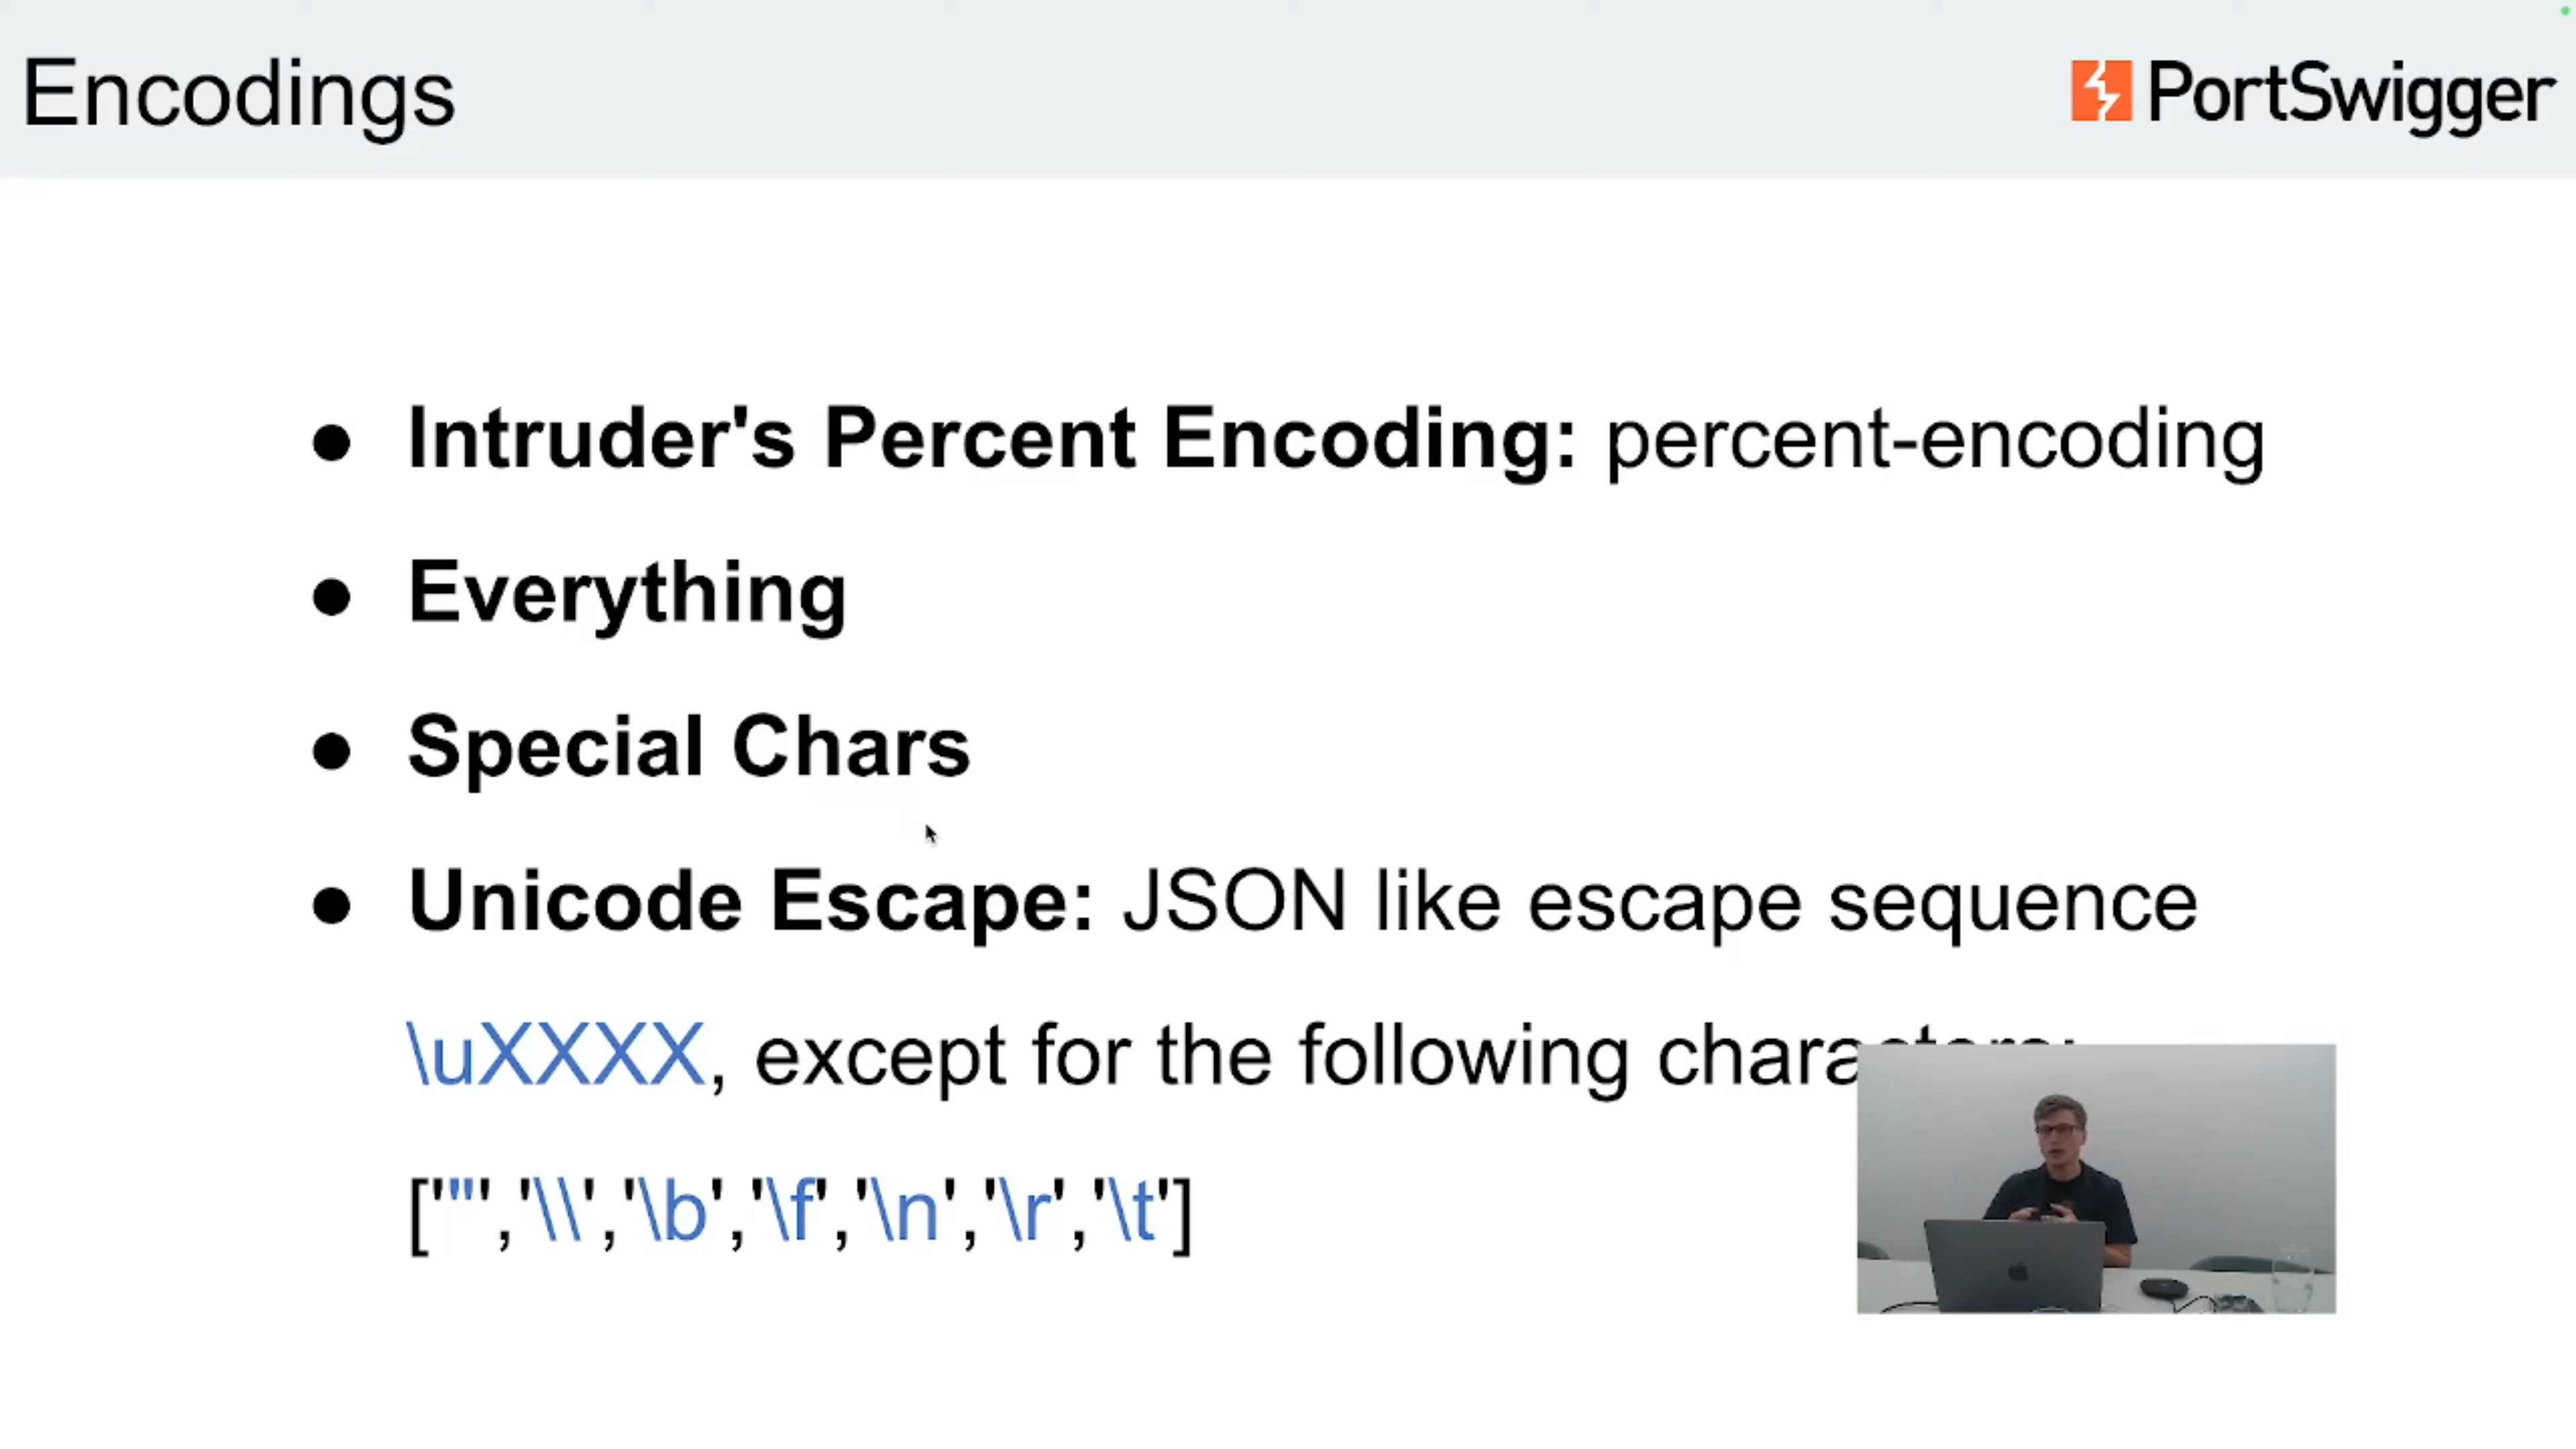 Encodings
PortSwigger
● Intruder's Percent Encoding: percent-encoding
● Everything
● Special Chars
● Unicode Escape: JSON like escape sequence
\uXXXX, except for the following characters:
['"','\\','\b','\f','\n','\r','\t']